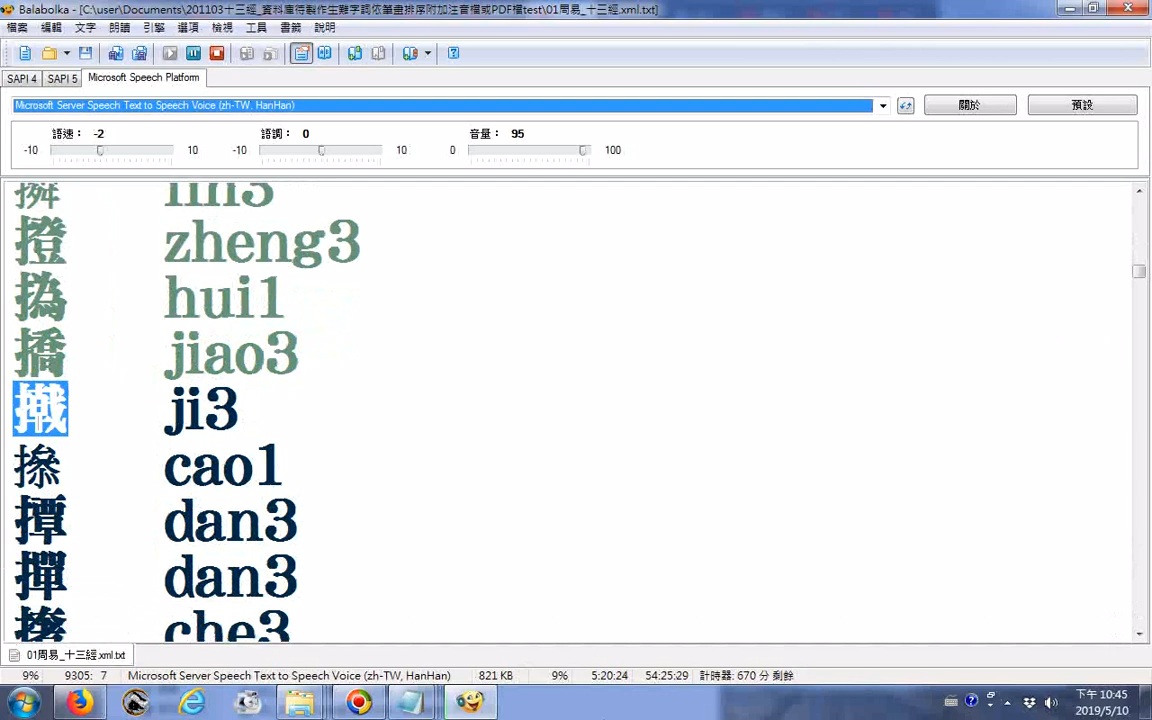 Balabolka - [C:\user\Documents\201103十三經_資料庫待製作生難字詞依筆畫排序附加注音檔或PDF檔test\01周易_十三經.xml.txt]
檔案 編輯 文字 朗讀 引擎 選項 檢視 工具 書籤 說明
SAPI 4 SAPI 5 Microsoft Speech Platform
Microsoft Server Speech Text to Speech Voice (zh-TW, HanHan) 關於 預設
語速： -2 語調： 0 音量： 95
-10 10 -10 10 0 100
撛 lin3
撜 zheng3
撝 hui1
撟 jiao3
撠 ji3
cao1
撢 dan3
撣 dan3
che3
01周易_十三經.xml.txt
9% 9305: 7 Microsoft Server Speech Text to Speech Voice (zh-TW, HanHan) 821 KB 9% 5:20:24 54:25:29 計時器: 670 分 剩餘
下午 10:45
2019/5/10